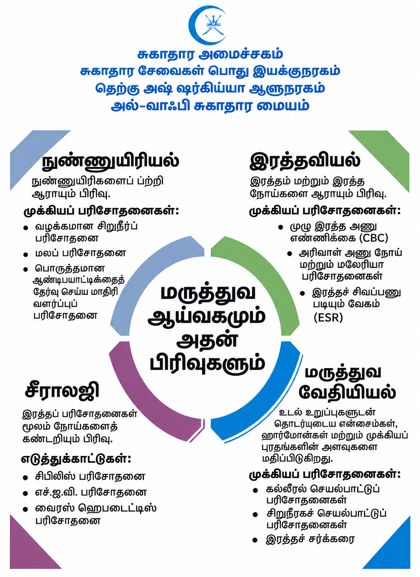 சுகாதார அமைச்சகம்
சுகாதார சேவைகள் பொது இயக்குநரகம்
தெற்கு அஷ் ஷர்கிய்யா ஆளுநரகம்
அல்-வாஃபி சுகாதார மையம்
நுண்ணுயிரியல்
நுண்ணுயிரிகளைப் ப்ற்றி
ஆராயும் பிரிவு.
முக்கியப் பரிசோதனைகள்:
• வழக்கமான சிறுநீர்ப்
பரிசோதனை
• மலப் பரிசோதனை
• பொருத்தமான
ஆண்டிபயாட்டிக்தைத்
தேர்வு செய்ய மாதிரி
வளர்ப்புப்
பரிசோதனை
இரத்தவியல்
இரத்தம் மற்றும் இரத்த
நோய்களை ஆராயும் பிரிவு.
முக்கியப் பரிசோதனைகள்:
• முழு இரத்த அணு
எண்ணிக்கை (CBC)
• அரிவாள் அணு நோய்
மற்றும் மலேரியா
பரிசோதனைகள்
• இரத்தச் சிவப்பணு
படியும் வேகம்
(ESR)
மருத்துவ
ஆய்வகமும்
அதன்
பிரிவுகளும்
சீராலஜி
இரத்தப் பரிசோதனைகள்
மூலம் நோய்களைத்
கண்டறியும் பிரிவு.
எடுத்துக்காட்டுகள்:
• சிபிலிஸ் பரிசோதனை
• எச்.ஐ.வி. பரிசோதனை
• வைரஸ் ஹெபடைட்டிஸ்
பரிசோதனை
மருத்துவ
வேதியியல்
உடல் உறுப்புகளுடன்
தொடர்புடைய என்சைம்கள்,
ஹார்மோன்கள் மற்றும் முக்கியப்
புரதங்களின் அளவுகளை
மதிப்பிடுகிறது.
முக்கியப் பரிசோதனைகள்:
• கல்லீரல் செயல்பாட்டுப்
பரிசோதனைகள்
• சிறுநீரகச் செயல்பாட்டுப்
பரிசோதனைகள்
• இரத்தச் சர்க்கரை